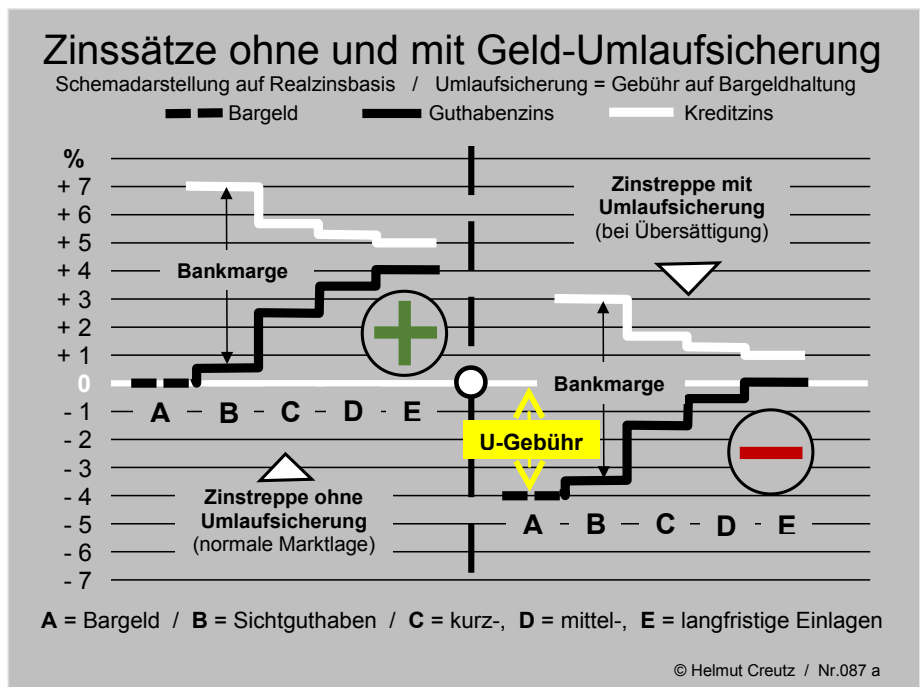 Zinssätze ohne und mit Geld-Umlaufsicherung
Schemadarstellung auf Realzinsbasis / Umlaufsicherung = Gebühr auf Bargeldhaltung
Bargeld Guthabenzins Kreditzins
%
+ 7
+ 6
+ 5
+ 4
+ 3
+ 2
+ 1
0
- 1
- 2
- 3
- 4
- 5
- 6
- 7
Bankmarge
A - B - C - D - E
Zinstreppe ohne
Umlaufsicherung
(normale Marktlage)
Zinstreppe mit
Umlaufsicherung
(bei Übersättigung)
Bankmarge
U-Gebühr
A - B - C - D - E
A = Bargeld / B = Sichtguthaben / C = kurz-, D = mittel-, E = langfristige Einlagen
© Helmut Creutz / Nr.087 a